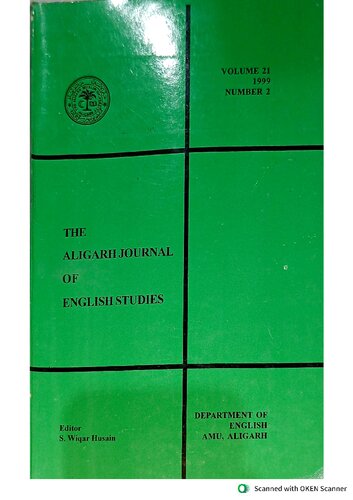 VOLUME 21
1999
NUMBER 2
THE
ALIGARH JOURNAL
OF
ENGLISH STUDIES
Editor
S. Wiqar Husain
DEPARTMENT OF
ENGLISH
AMU, ALIGARH
Scanned with OKEN Scanner